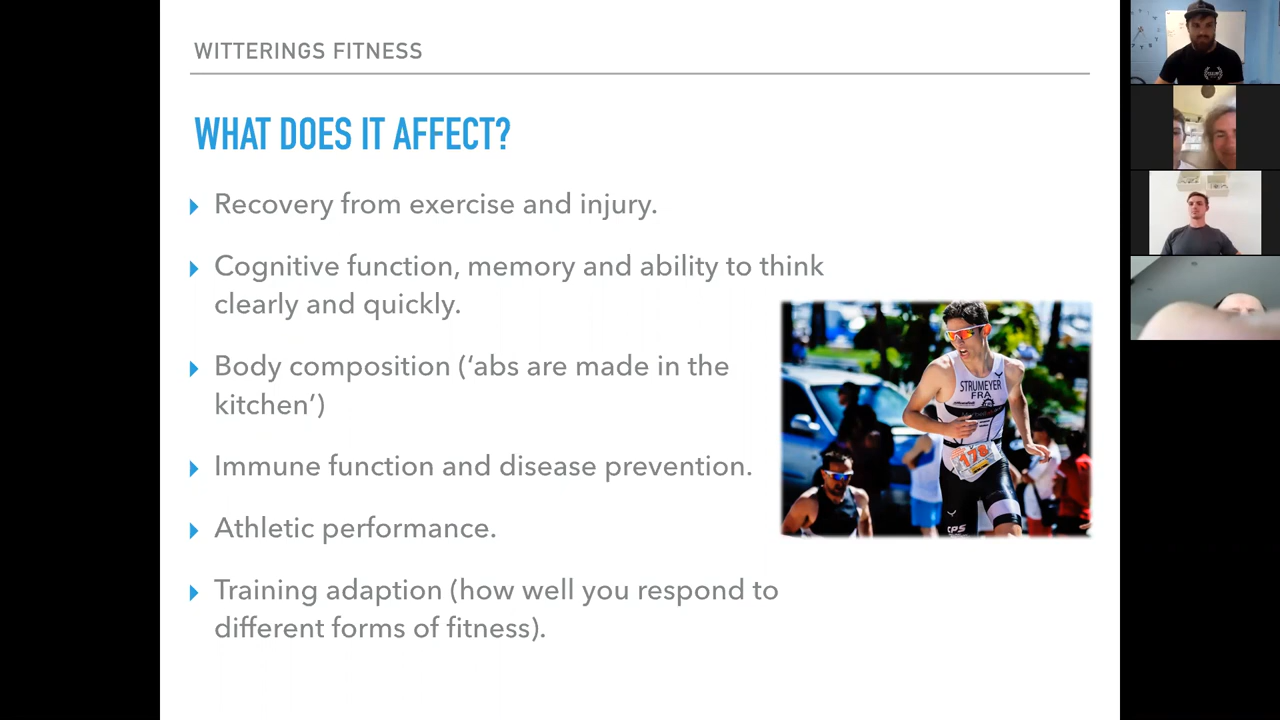 WITTERINGS FITNESS
WHAT DOES IT AFFECT?
Recovery from exercise and injury.
Cognitive function, memory and ability to think
clearly and quickly.
Body composition (‘abs are made in the
kitchen’)
Immune function and disease prevention.
Athletic performance.
Training adaption (how well you respond to
different forms of fitness).
STRUMEYER
FRA
178
CPS